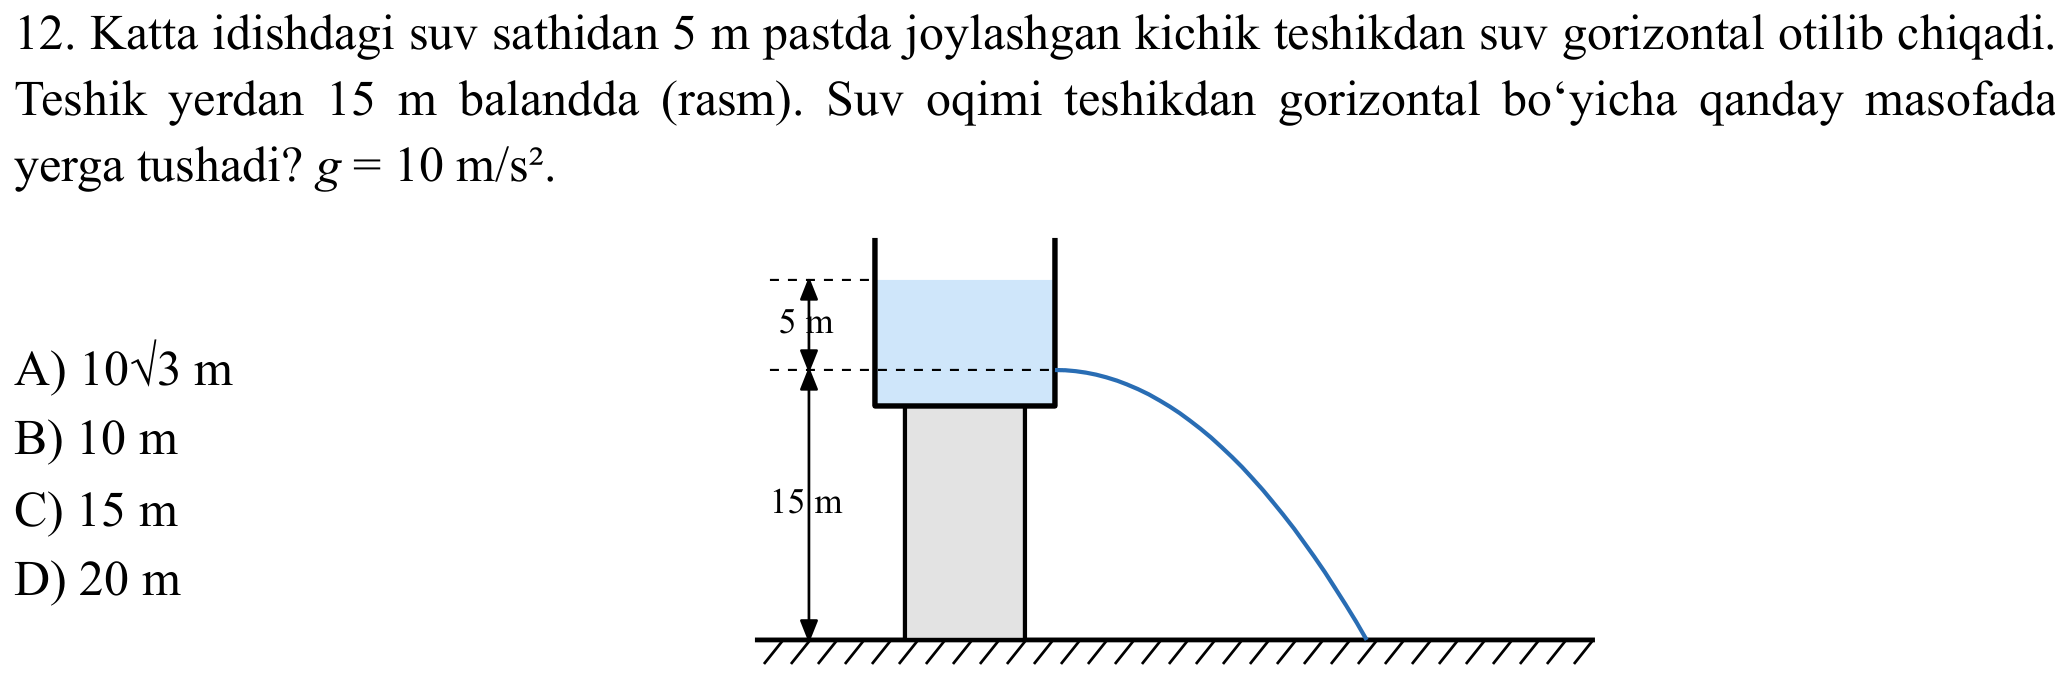 12. Katta idishdagi suv sathidan 5 m pastda joylashgan kichik teshikdan suv gorizontal otilib chiqadi.
Teshik yerdan 15 m balandda (rasm). Suv oqimi teshikdan gorizontal bo‘yicha qanday masofada
yerga tushadi? g = 10 m/s².
5 m
A) 10√3 m
B) 10 m
15 m
C) 15 m
D) 20 m